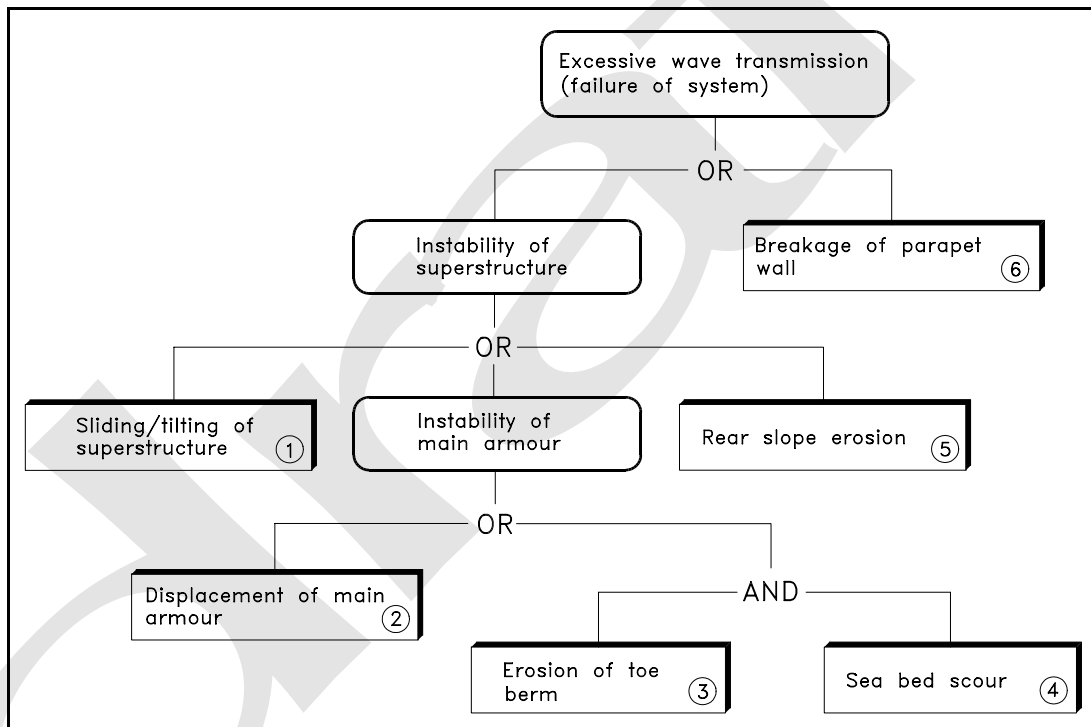 Excessive wave transmission
(failure of system)
OR
Instability of
superstructure
Breakage of parapet
wall
6
OR
Sliding/tilting of
superstructure
1
Instability of
main armour
Rear slope erosion
5
OR
Displacement of main
armour
2
AND
Erosion of toe
berm
3
Sea bed scour
4